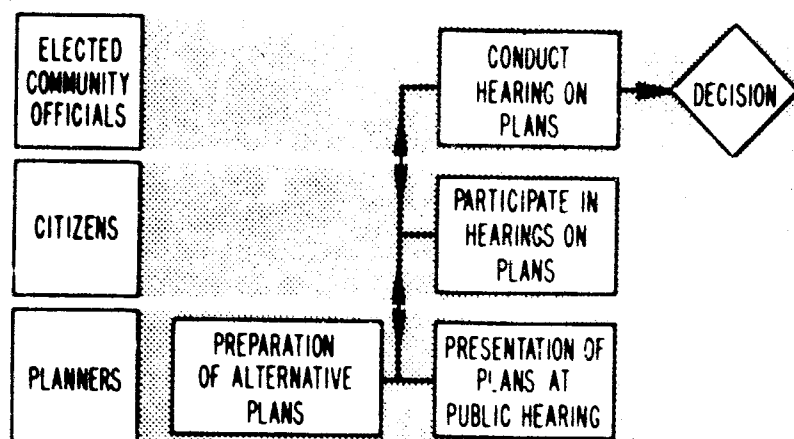 ELECTED
COMMUNITY
OFFICIALS
CONDUCT
HEARING ON
PLANS
DECISION
CITIZENS
PARTICIPATE IN
HEARINGS ON
PLANS
PLANNERS
PREPARATION
OF ALTERNATIVE
PLANS
PRESENTATION OF
PLANS AT
PUBLIC HEARING